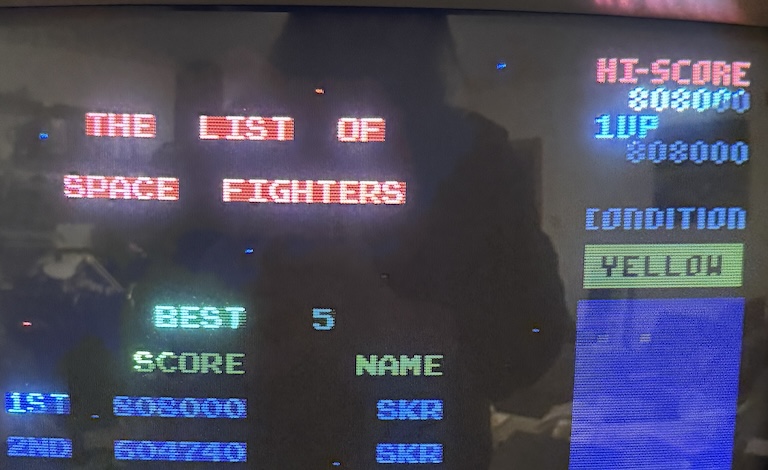 HI-SCORE
808000
THE LIST OF
1UP
808000
SPACE FIGHTERS
CONDITION
YELLOW
BEST 5
SCORE NAME
1ST 808000 SKR
2ND 604740 SKR